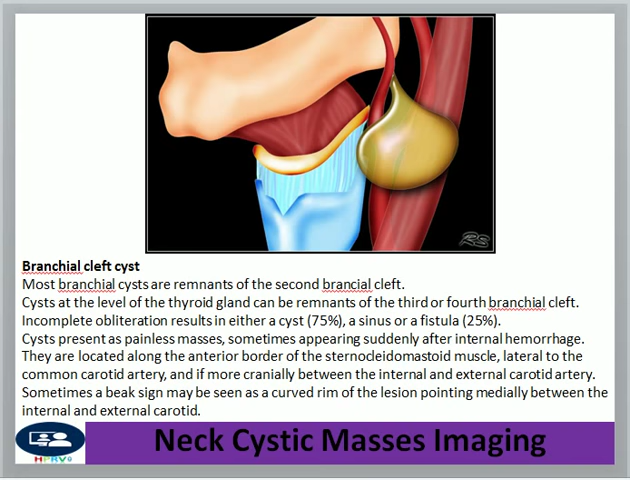 RS
Branchial cleft cyst
Most branchial cysts are remnants of the second brancial cleft.
Cysts at the level of the thyroid gland can be remnants of the third or fourth branchial cleft.
Incomplete obliteration results in either a cyst (75%), a sinus or a fistula (25%).
Cysts present as painless masses, sometimes appearing suddenly after internal hemorrhage.
They are located along the anterior border of the sternocleidomastoid muscle, lateral to the
common carotid artery, and if more cranially between the internal and external carotid artery.
Sometimes a beak sign may be seen as a curved rim of the lesion pointing medially between the
internal and external carotid.
Neck Cystic Masses Imaging
HPRV